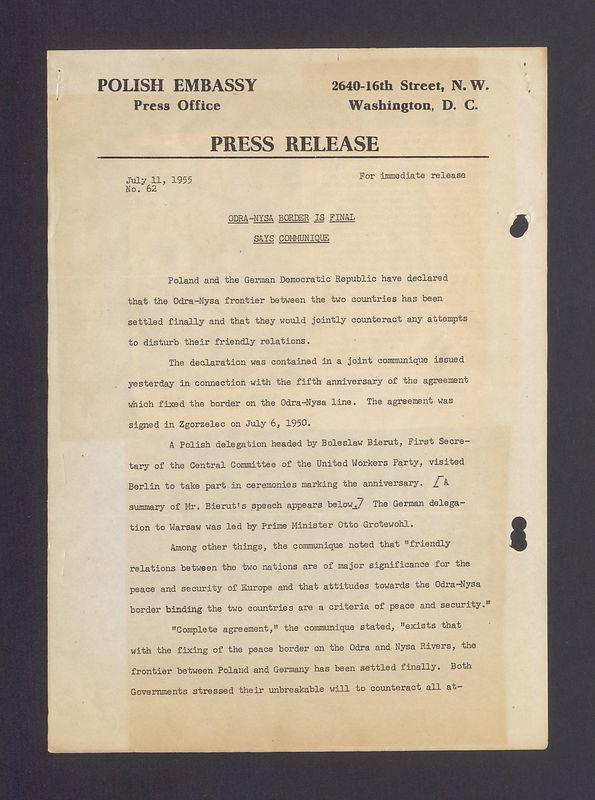 POLISH EMBASSY
Press Office
2640-16th Street, N. W.
Washington, D. C.
PRESS RELEASE
July 11, 1955
No. 62
For immediate release
ODRA-NYSA BORDER IS FINAL
SAYS COMMUNIQUE
Poland and the German Democratic Republic have declared
that the Odra-Nysa frontier between the two countries has been
settled finally and that they would jointly counteract any attempts
to disturb their friendly relations.
The declaration was contained in a joint communique issued
yesterday in connection with the fifth anniversary of the agreement
which fixed the border on the Odra-Nysa line. The agreement was
signed in Zgorzelec on July 6, 1950.
A Polish delegation headed by Boleslaw Bierut, First Secre-
tary of the Central Committee of the United Workers Party, visited
Berlin to take part in ceremonies marking the anniversary. [A
summary of Mr. Bierut's speech appears below.] The German delega-
tion to Warsaw was led by Prime Minister Otto Grotewohl.
Among other things, the communique noted that "friendly
relations between the two nations are of major significance for the
peace and security of Europe and that attitudes towards the Odra-Nysa
border binding the two countries are a criteria of peace and security."
"Complete agreement," the communique stated, "exists that
with the fixing of the peace border on the Odra and Nysa Rivers, the
frontier between Poland and Germany has been settled finally. Both
Governments stressed their unbreakable will to counteract all at-